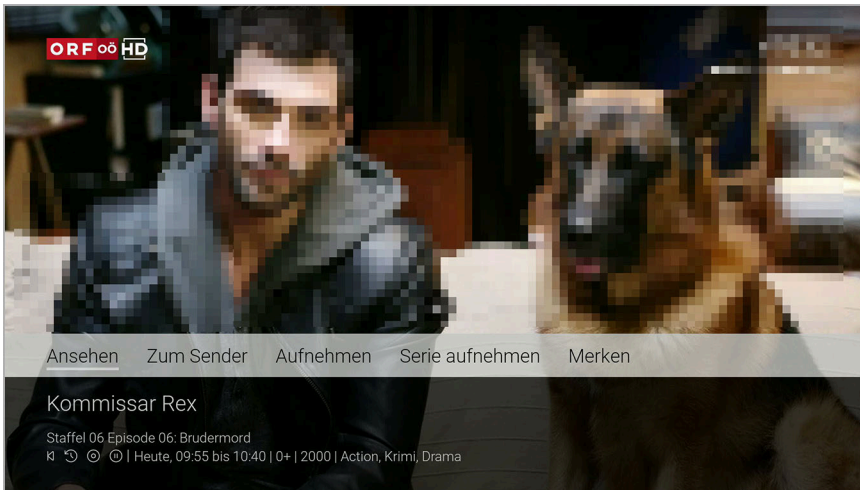 ORF OÖ HD
Ansehen Zum Sender Aufnehmen Serie aufnehmen Merken
Kommissar Rex
Staffel 06 Episode 06: Brudermord
| Heute, 09:55 bis 10:40 | 0+ | 2000 | Action, Krimi, Drama